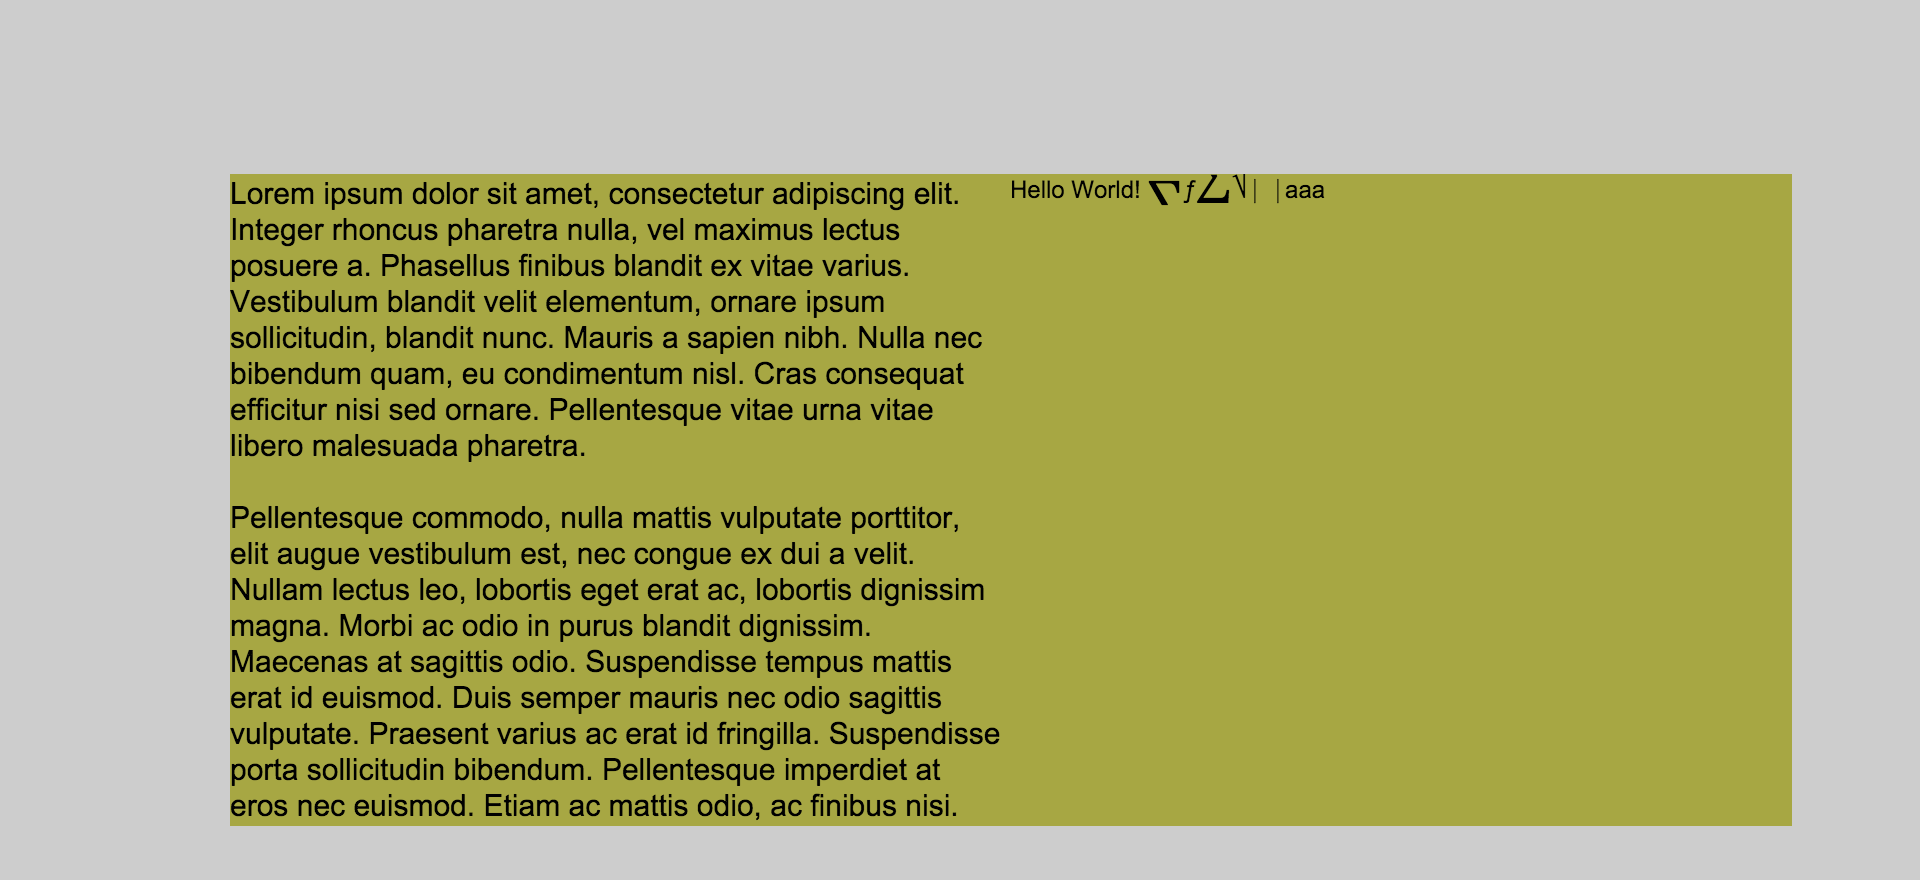 Lorem ipsum dolor sit amet, consectetur adipiscing elit.
Integer rhoncus pharetra nulla, vel maximus lectus
posuere a. Phasellus finibus blandit ex vitae varius.
Vestibulum blandit velit elementum, ornare ipsum
sollicitudin, blandit nunc. Mauris a sapien nibh. Nulla nec
bibendum quam, eu condimentum nisl. Cras consequat
efficitur nisi sed ornare. Pellentesque vitae urna vitae
libero malesuada pharetra.
Pellentesque commodo, nulla mattis vulputate porttitor,
elit augue vestibulum est, nec congue ex dui a velit.
Nullam lectus leo, lobortis eget erat ac, lobortis dignissim
magna. Morbi ac odio in purus blandit dignissim.
Maecenas at sagittis odio. Suspendisse tempus mattis
erat id euismod. Duis semper mauris nec odio sagittis
vulputate. Praesent varius ac erat id fringilla. Suspendisse
porta sollicitudin bibendum. Pellentesque imperdiet at
eros nec euismod. Etiam ac mattis odio, ac finibus nisi.
Hello World! ƒ aaa